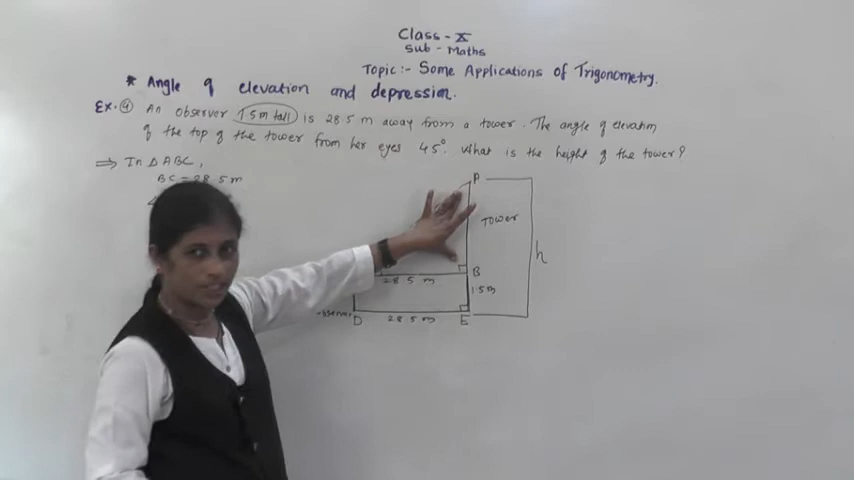 Class - X
Sub - Maths
Topic :- Some Applications of Trigonometry.
* Angle of elevation and depression.
Ex. ④ An observer 1.5m tall is 28.5 m away from a tower. The angle of elevation
of the top of the tower from her eyes 45°. What is the height of the tower?
⇒ In △ABC,
BC = 28.5 m
A
Tower
h
B
28.5 m
1.5m
D
28.5 m
E